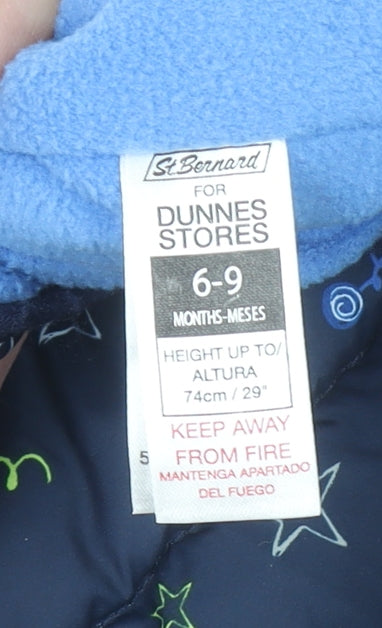 St.Bernard
FOR
DUNNES
STORES
6-9
MONTHS-MESES
HEIGHT UP TO/
ALTURA
74cm / 29"
KEEP AWAY
FROM FIRE
MANTENGA APARTADO
DEL FUEGO
5